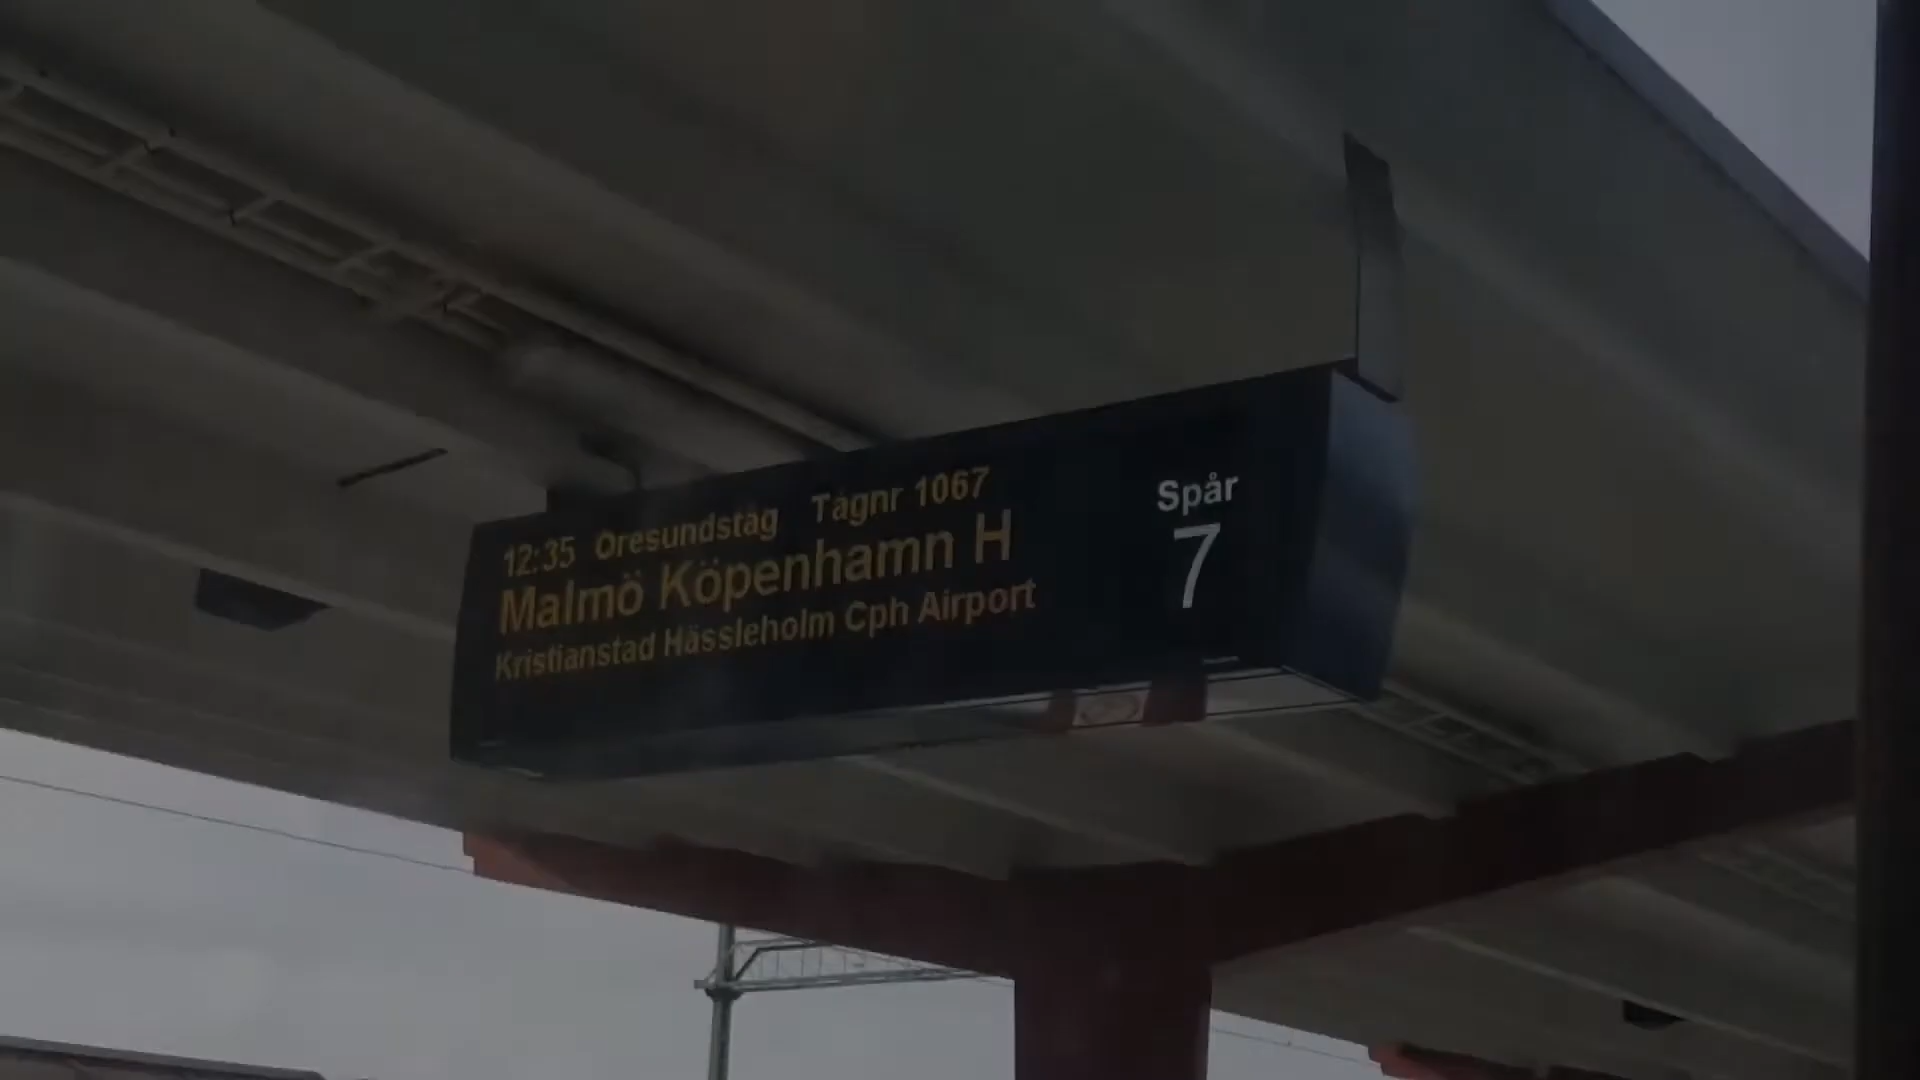 12:35 Öresundståg Tågnr 1067
Malmö Köpenhamn H
Kristianstad Hässleholm Cph Airport
Spår
7